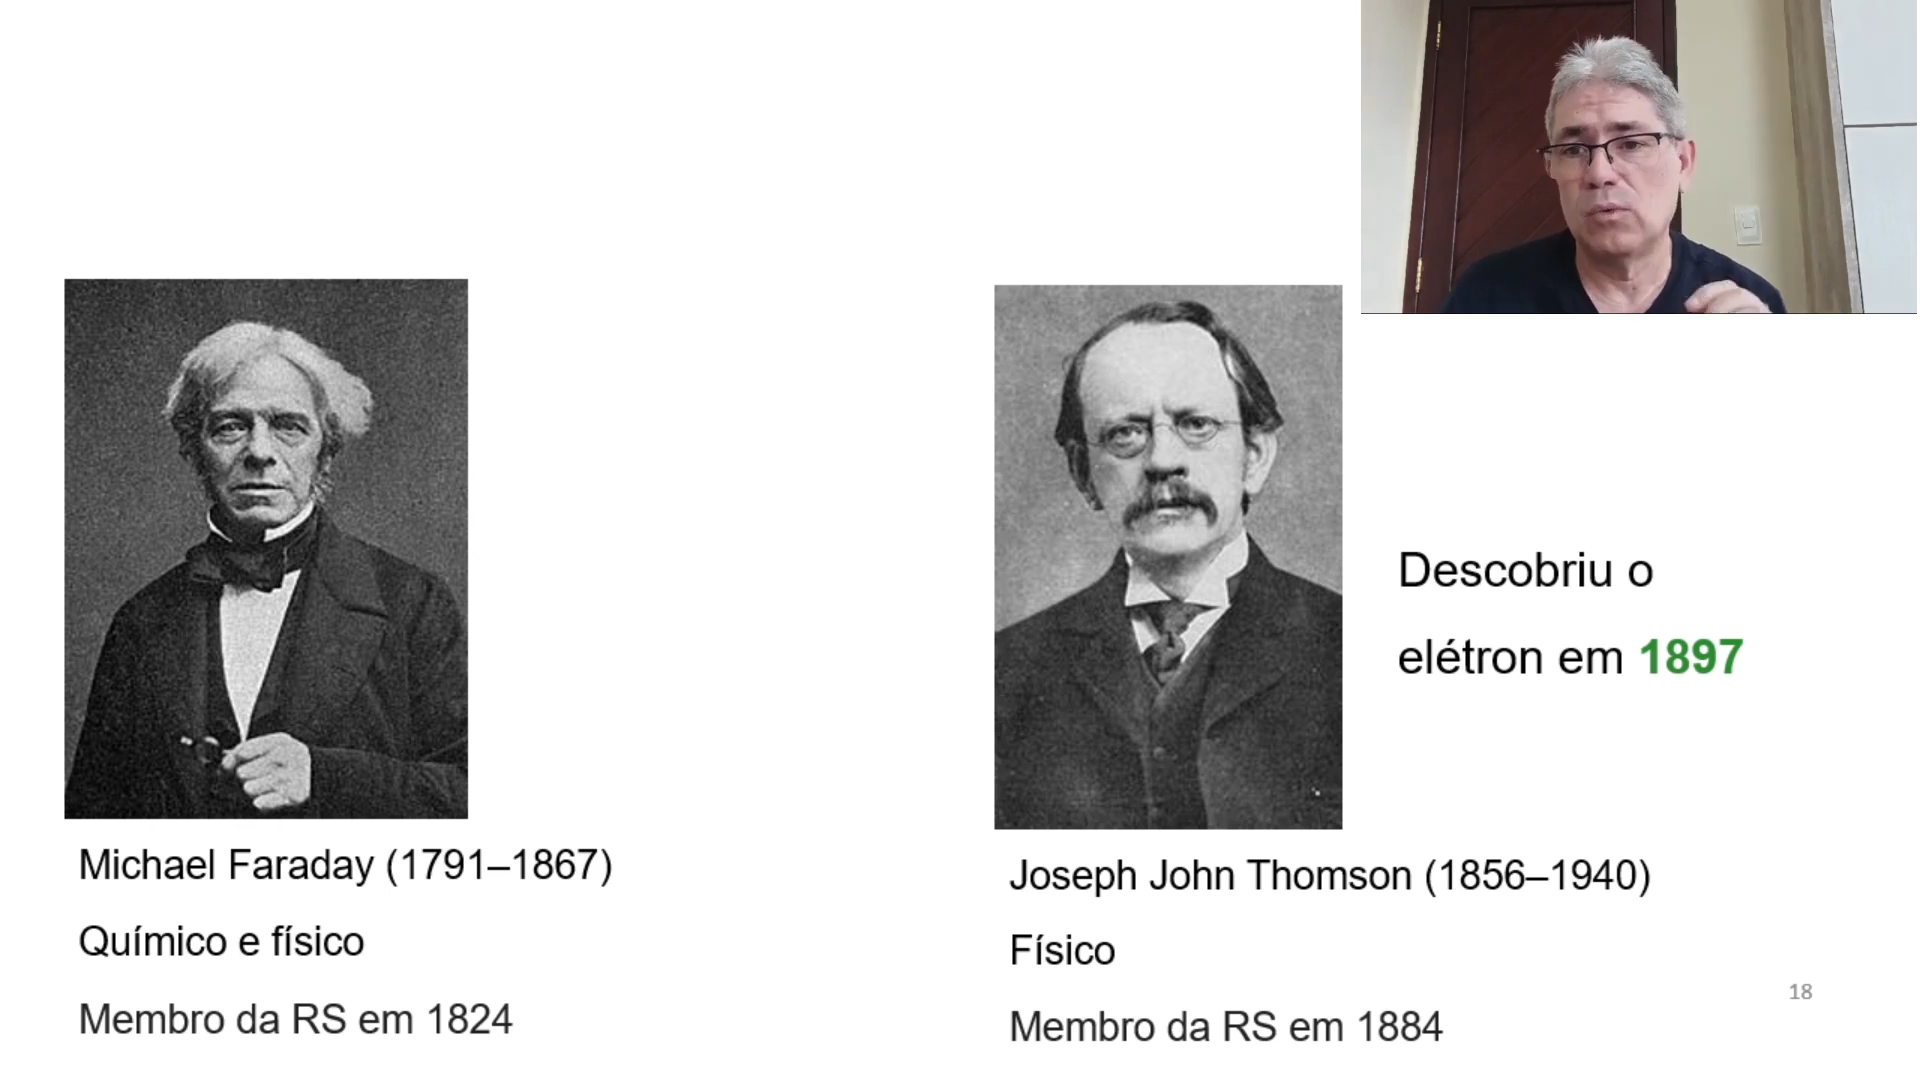 Michael Faraday (1791–1867)
Químico e físico
Membro da RS em 1824
Descobriu o
elétron em 1897
Joseph John Thomson (1856–1940)
Físico
Membro da RS em 1884
18